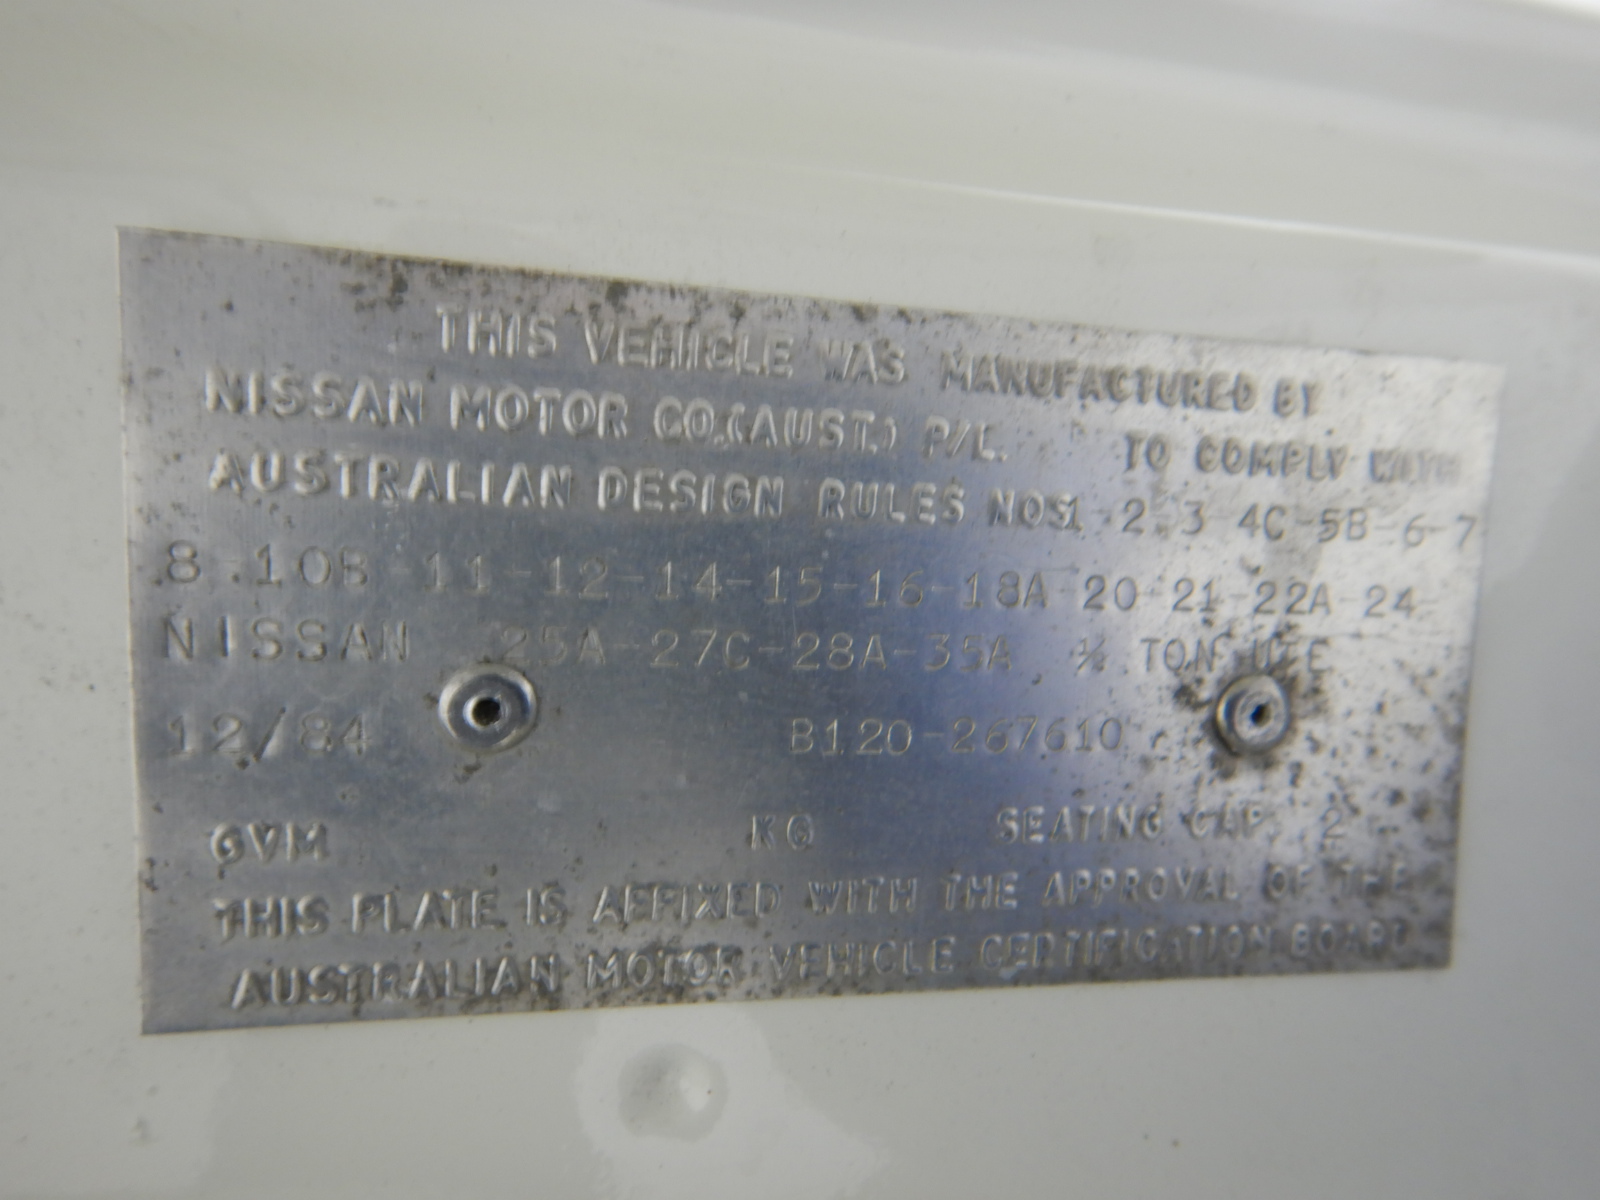 THIS VEHICLE WAS MANUFACTURED BY
NISSAN MOTOR CO.(AUST.) P/L. TO COMPLY WITH
AUSTRALIAN DESIGN RULES NOS1-2-3-4C-5B-6-7
8-10B-11-12-14-15-16-18A-20-21-22A-24
NISSAN 25A-27C-28A-35A ½ TON UTE
12/84 B120-267610
GVM KG SEATING CAP. 2
THIS PLATE IS AFFIXED WITH THE APPROVAL OF THE
AUSTRALIAN MOTOR VEHICLE CERTIFICATION BOARD